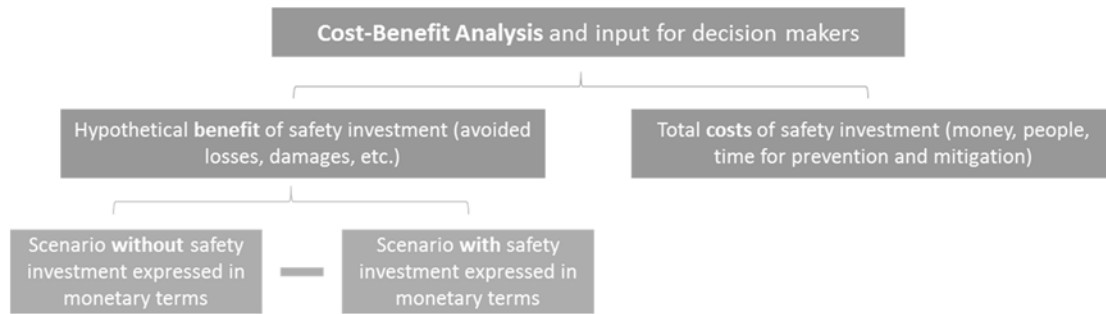 Cost-Benefit Analysis and input for decision makers
Hypothetical benefit of safety investment (avoided
losses, damages, etc.)
Total costs of safety investment (money, people,
time for prevention and mitigation)
Scenario without safety
investment expressed in
monetary terms
Scenario with safety
investment expressed in
monetary terms